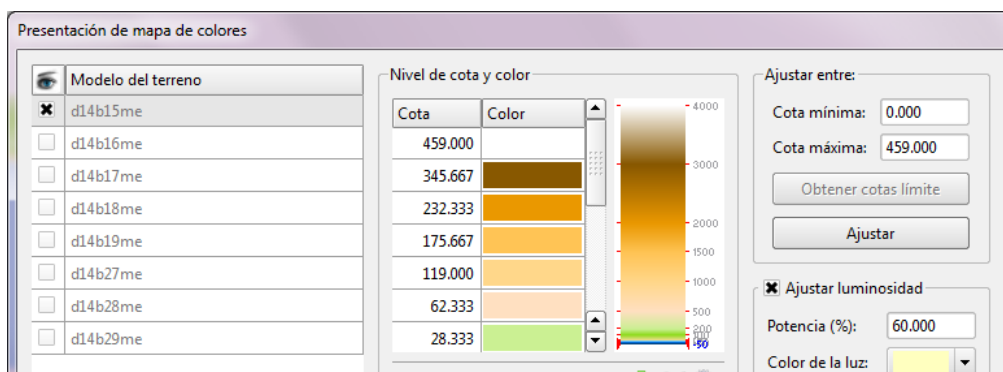 Presentación de mapa de colores
Modelo del terreno
d14b15me
d14b16me
d14b17me
d14b18me
d14b19me
d14b27me
d14b28me
d14b29me
Nivel de cota y color
Cota Color
459.000
345.667
232.333
175.667
119.000
62.333
28.333
4000
3000
2000
1500
1000
500
200
-50
Ajustar entre:
Cota mínima: 0.000
Cota máxima: 459.000
Obtener cotas límite
Ajustar
Ajustar luminosidad
Potencia (%): 60.000
Color de la luz: